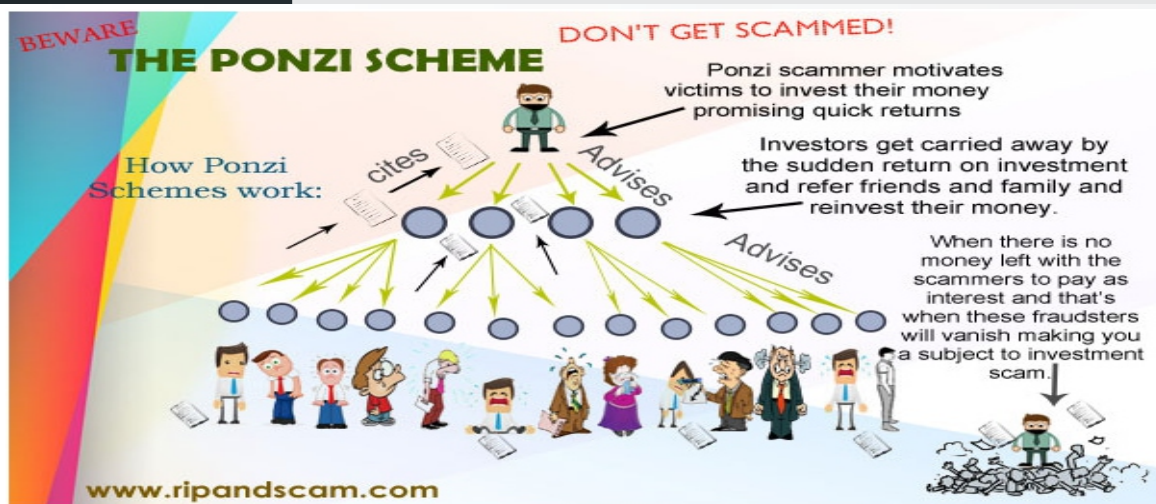 BEWARE
THE PONZI SCHEME
DON'T GET SCAMMED!
Ponzi scammer motivates
victims to invest their money
promising quick returns
How Ponzi
Schemes work:
cites
Advises
Investors get carried away by
the sudden return on investment
and refer friends and family and
reinvest their money.
Advises
When there is no
money left with the
scammers to pay as
interest and that's
when these fraudsters
will vanish making you
a subject to investment
scam.
www.ripandscam.com